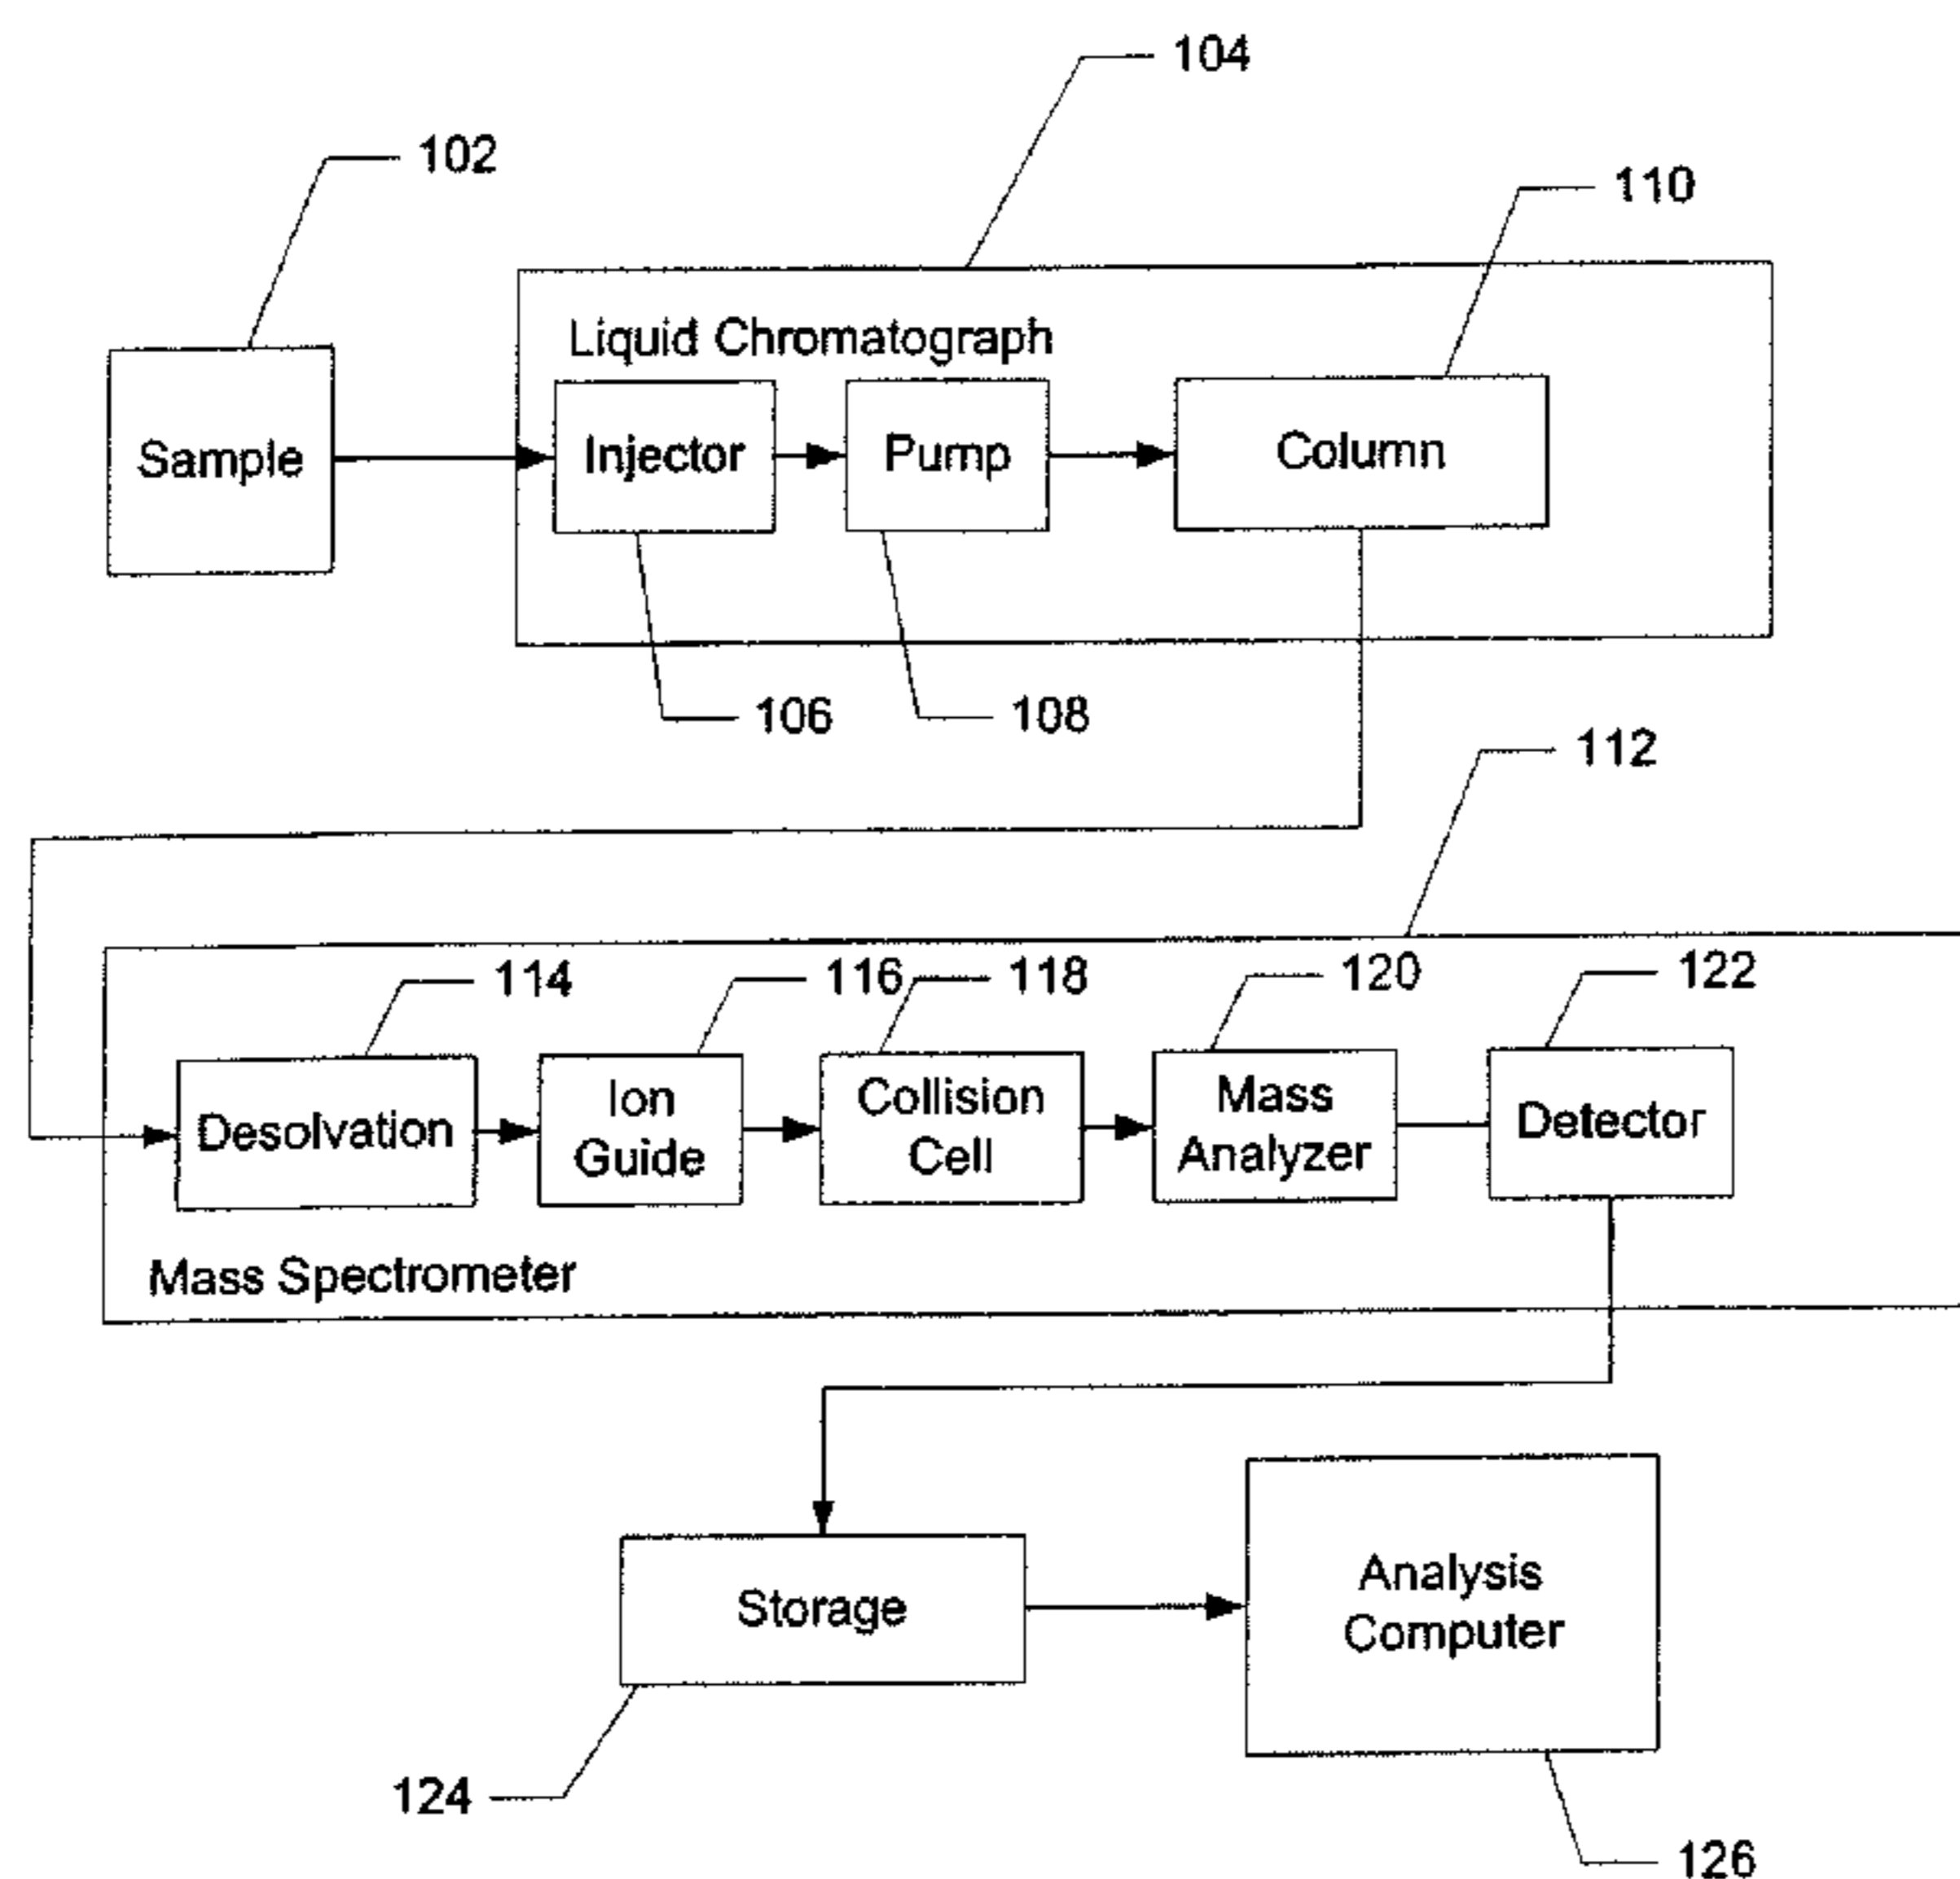 104
102
110
Liquid Chromatograph
Sample
Injector
Pump
Column
106
108
112
114
116
118
120
122
Desolvation
Ion
Guide
Collision
Cell
Mass
Analyzer
Detector
Mass Spectrometer
Storage
Analysis
Computer
124
126